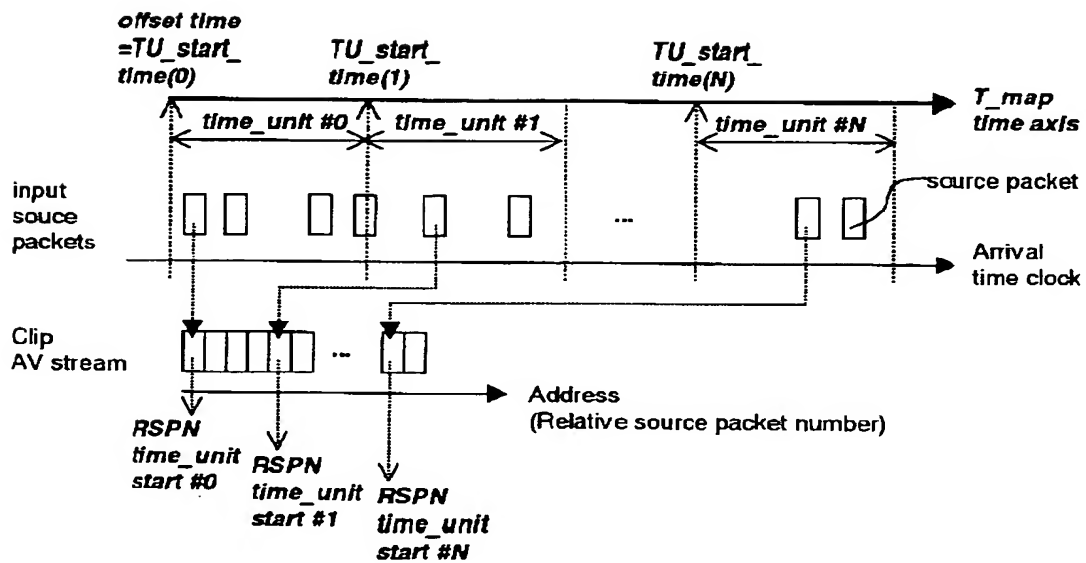 offset time
=TU_start_
time(0)
TU_start_
time(1)
TU_start_
time(N)
T_map
time axis
time_unit #0
time_unit #1
time_unit #N
input
souce
packets
source packet
...
Arrival
time clock
Clip
AV stream
...
Address
(Relative source packet number)
RSPN
time_unit
start #0
RSPN
time_unit
start #1
RSPN
time_unit
start #N